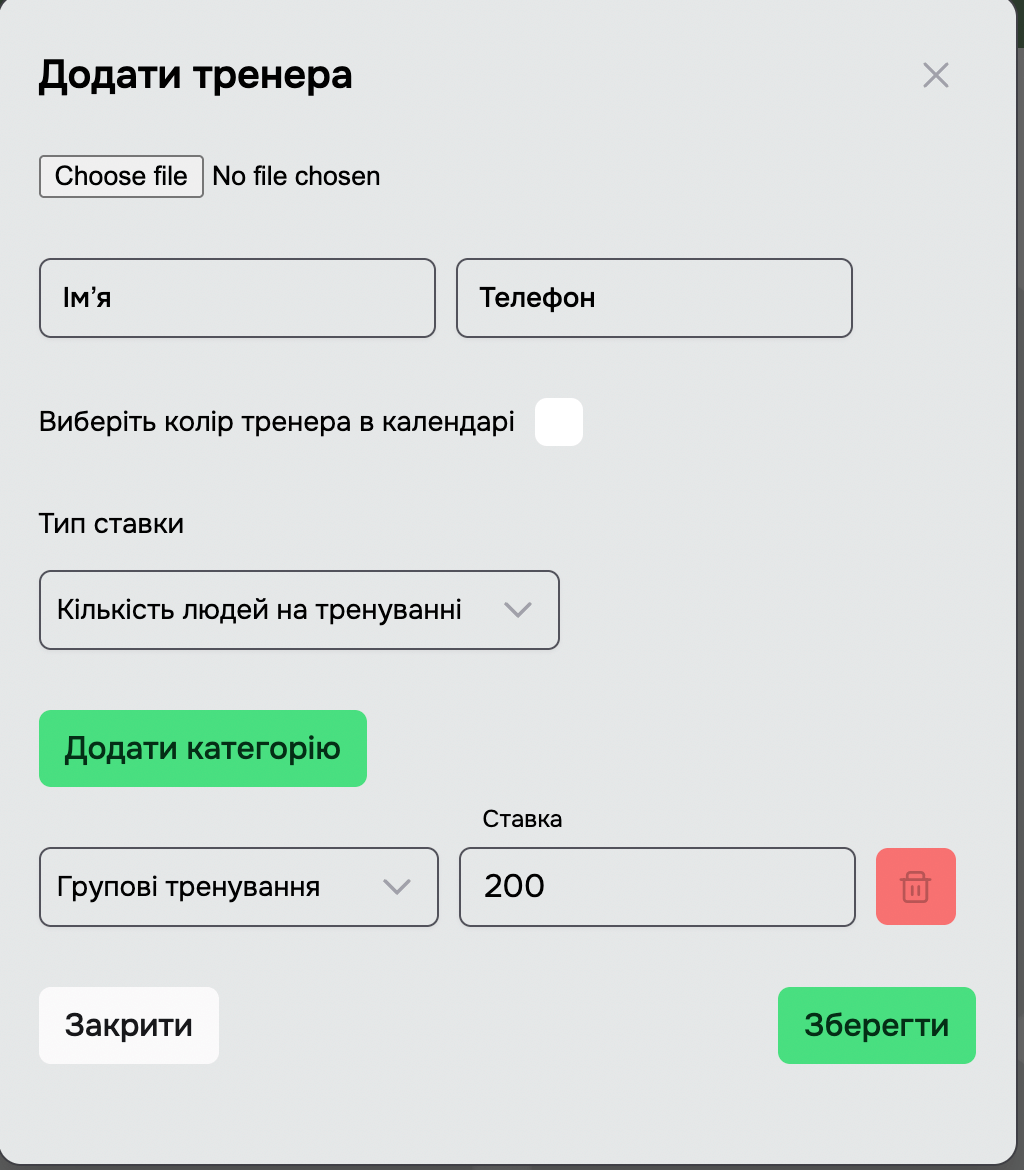 Додати тренера
Choose file No file chosen
Ім’я Телефон
Виберіть колір тренера в календарі
Тип ставки
Кількість людей на тренуванні
Додати категорію
Ставка
Групові тренування 200
Закрити Зберегти